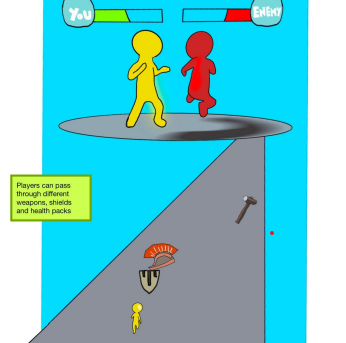 You
ENEMY
Players can pass
through different
weapons, shields
and health packs